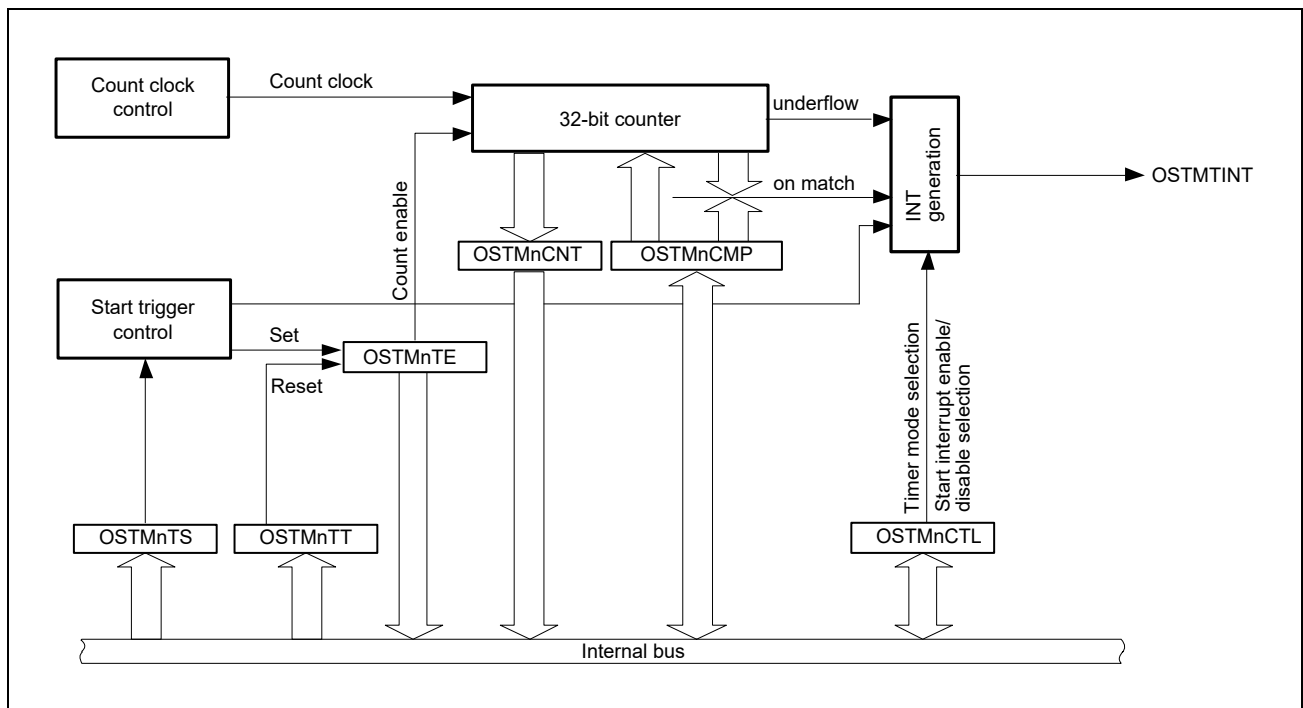 Count clock
control
Count clock
32-bit counter
underflow
on match
INT
generation
OSTMTINT
Count enable
OSTMnCNT
OSTMnCMP
Start trigger
control
Set
OSTMnTE
Reset
Timer mode selection
Start interrupt enable/
disable selection
OSTMnTS
OSTMnTT
OSTMnCTL
Internal bus